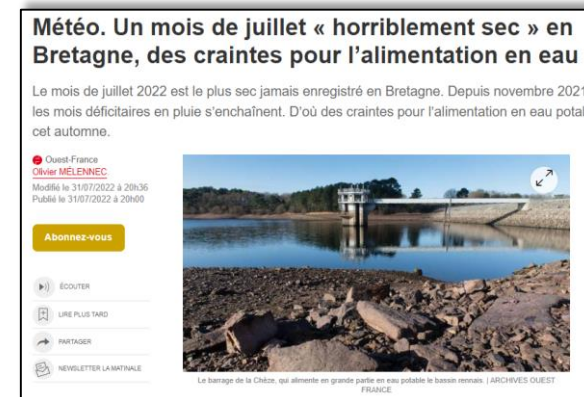 Météo. Un mois de juillet « horriblement sec » en
Bretagne, des craintes pour l’alimentation en eau
Le mois de juillet 2022 est le plus sec jamais enregistré en Bretagne. Depuis novembre 2021
les mois déficitaires en pluie s’enchaînent. D’où des craintes pour l’alimentation en eau potal
cet automne.
Ouest-France
Olivier MÉLENNEC
Modifié le 31/07/2022 à 20h36
Publié le 31/07/2022 à 20h00
Abonnez-vous
ÉCOUTER
LIRE PLUS TARD
PARTAGER
NEWSLETTER LA MATINALE
Le barrage de la Chèze, qui alimente en grande partie en eau potable le bassin rennais. | ARCHIVES OUEST
FRANCE